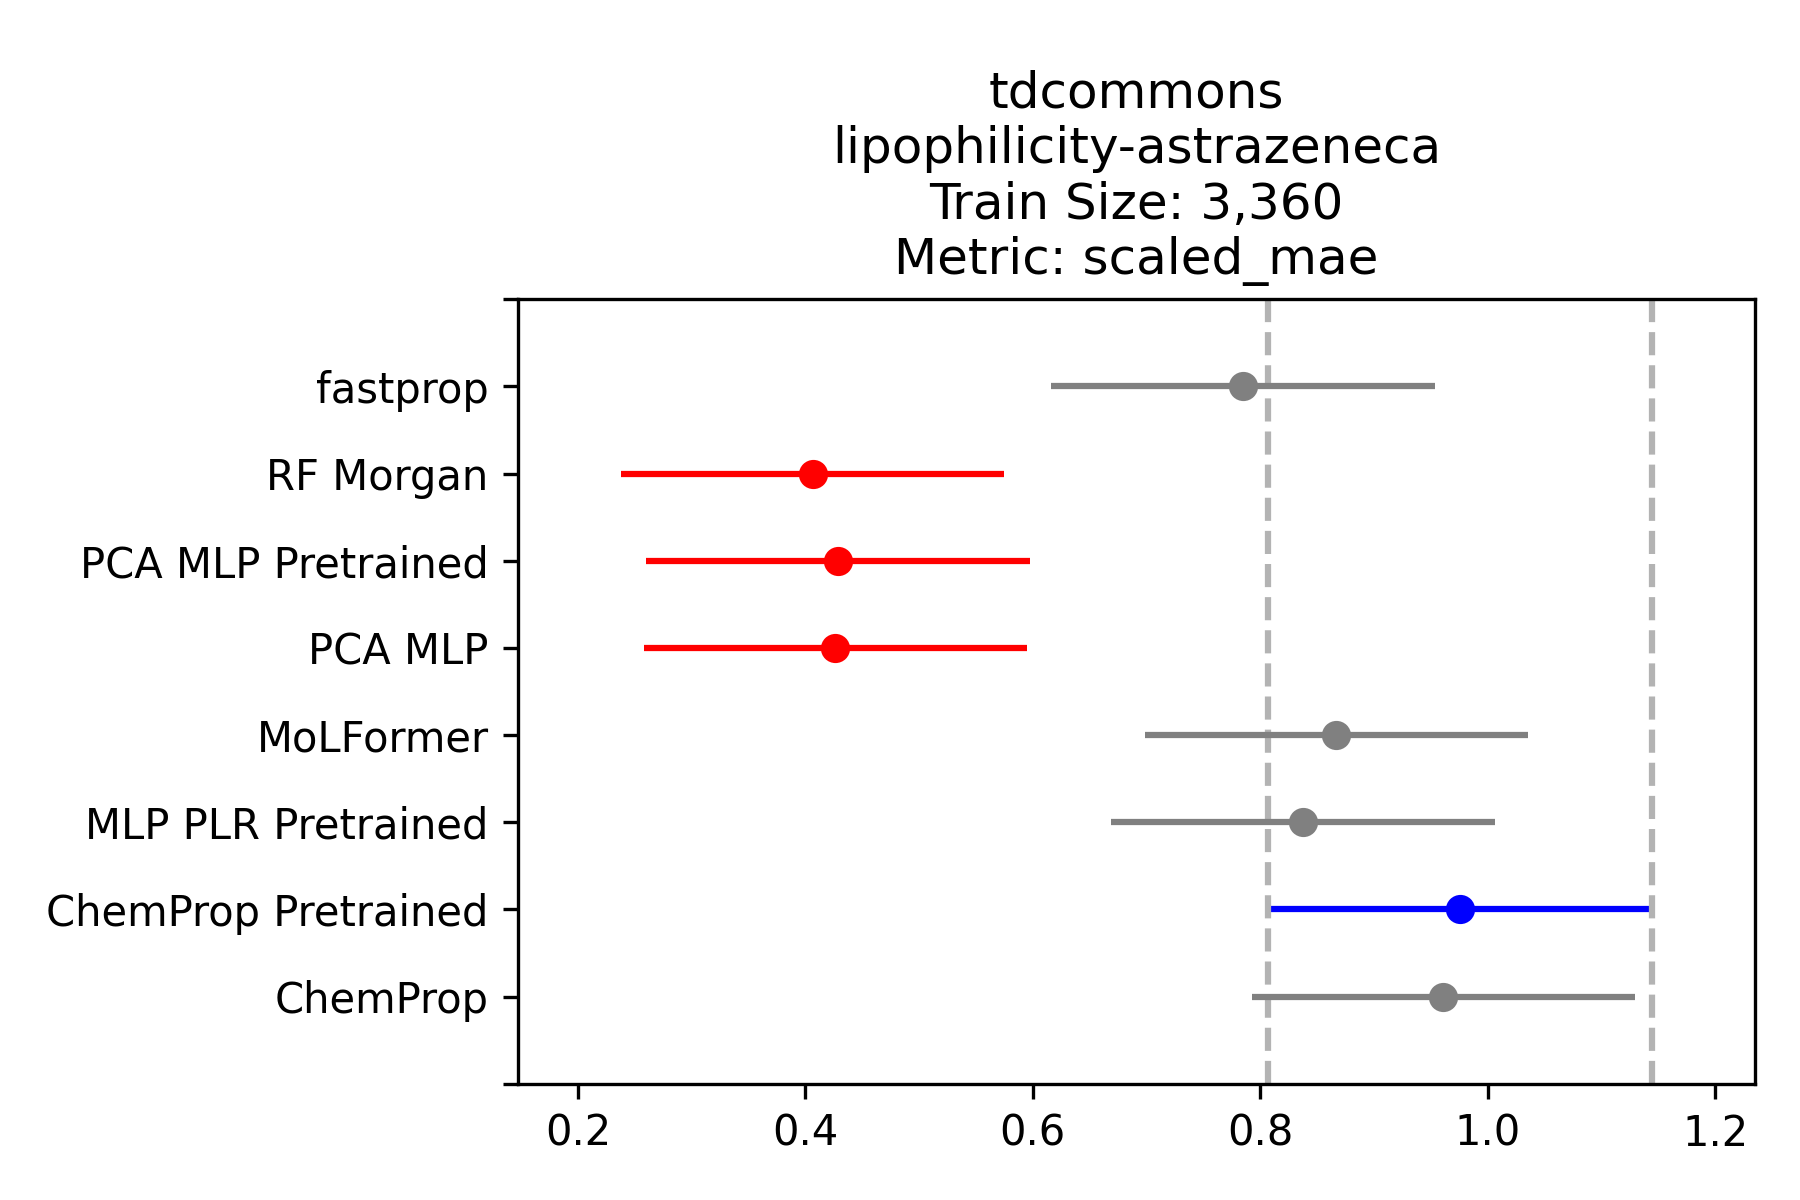 tdcommons
lipophilicity-astrazeneca
Train Size: 3,360
Metric: scaled_mae
fastprop
RF Morgan
PCA MLP Pretrained
PCA MLP
MoLFormer
MLP PLR Pretrained
ChemProp Pretrained
ChemProp
0.2 0.4 0.6 0.8 1.0 1.2